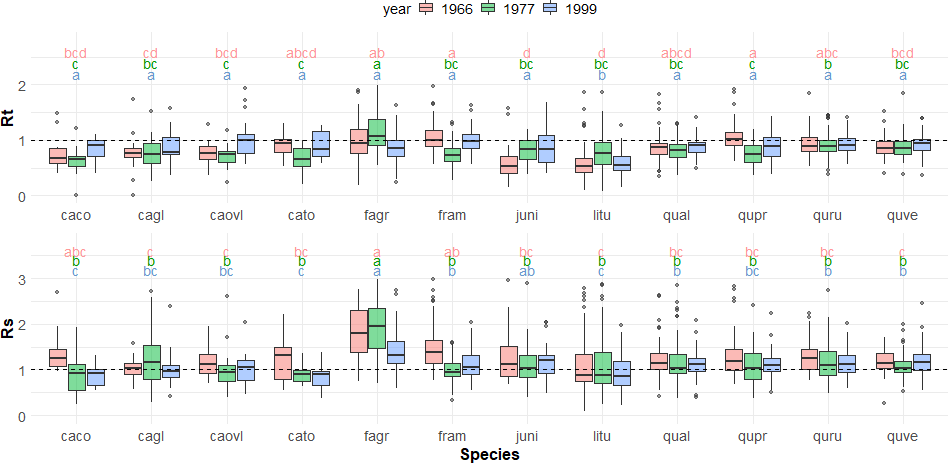 year 1966 1977 1999
bcd cd bcd abcd ab a d d abcd a abc bcd
c bc bc c a bc bc bc bc c b bc
a a a a a a a b a a a a
Rt
2
1
0
caco cagl caovl cato fagr fram juni litu qual qupr quru quve
abc c bc bc a ab bc c bc bc bc c
b b b b a b b b b b b b
c bc bc c a b ab c b b b b
Rs
3
2
1
0
caco cagl caovl cato fagr fram juni litu qual qupr quru quve
Species